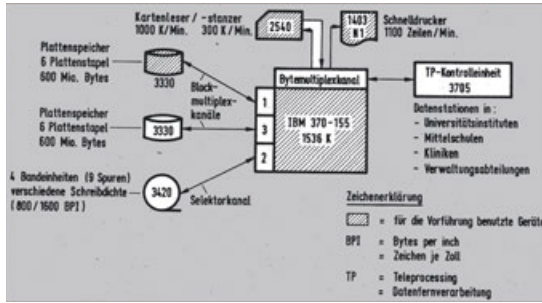 Kartenleser / -stanzer
1000 K/Min. 300 K/Min.
2540
1403
N1
Schnelldrucker
1100 Zeilen/Min.
Plattenspeicher
6 Plattenstapel
600 Mio. Bytes
3330
Block-
multiplex-
kanäle
Bytemultiplexkanal
1
3
2
IBM 370-155
1536 K
TP-Kontrolleinheit
3705
Datenstationen in :
- Universitätsinstituten
- Mittelschulen
- Kliniken
- Verwaltungsabteilungen
Plattenspeicher
6 Plattenstapel
600 Mio. Bytes
3330
4 Bandeinheiten (9 Spuren)
verschiedene Schreibdichte
(800/1600 BPI)
3420
Selektorkanal
Zeichenerklärung
= für die Vorführung benutzte Geräte
BPI = Bytes per inch
= Zeichen je Zoll
TP = Teleprocessing
= Datenfernverarbeitung